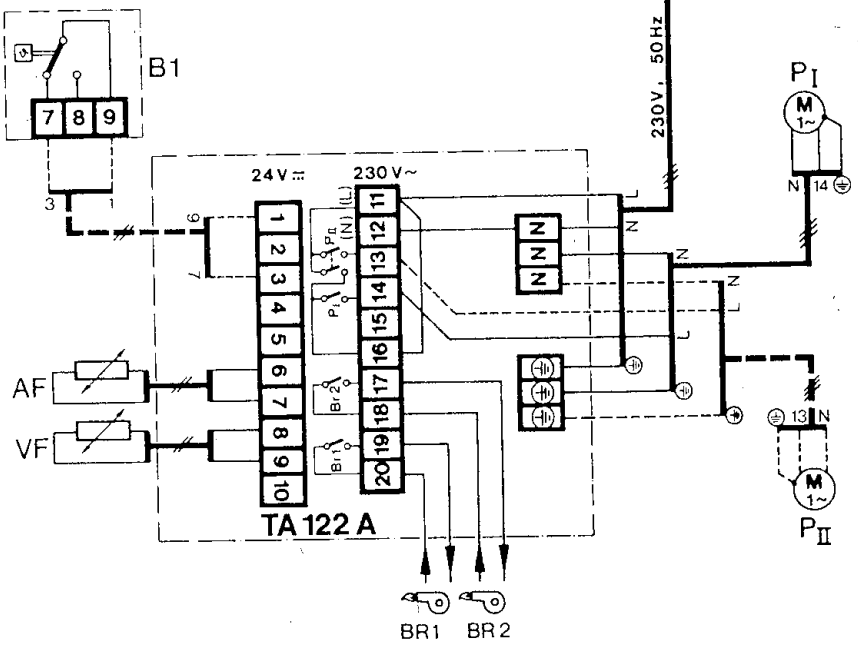 B1
7 8 9
3 1
230V, 50Hz
PI
M
1~
N 14
24V 230V~
1
2
3
4
5
6
7
8
9
10
11
12
13
14
15
16
17
18
19
20
(L)
(N)
PII
PI
Br2
Br1
6
7
N
N
N
L
N
N
L
N
L
AF
VF
TA 122 A
13 N
M
1~
PII
BR1 BR2